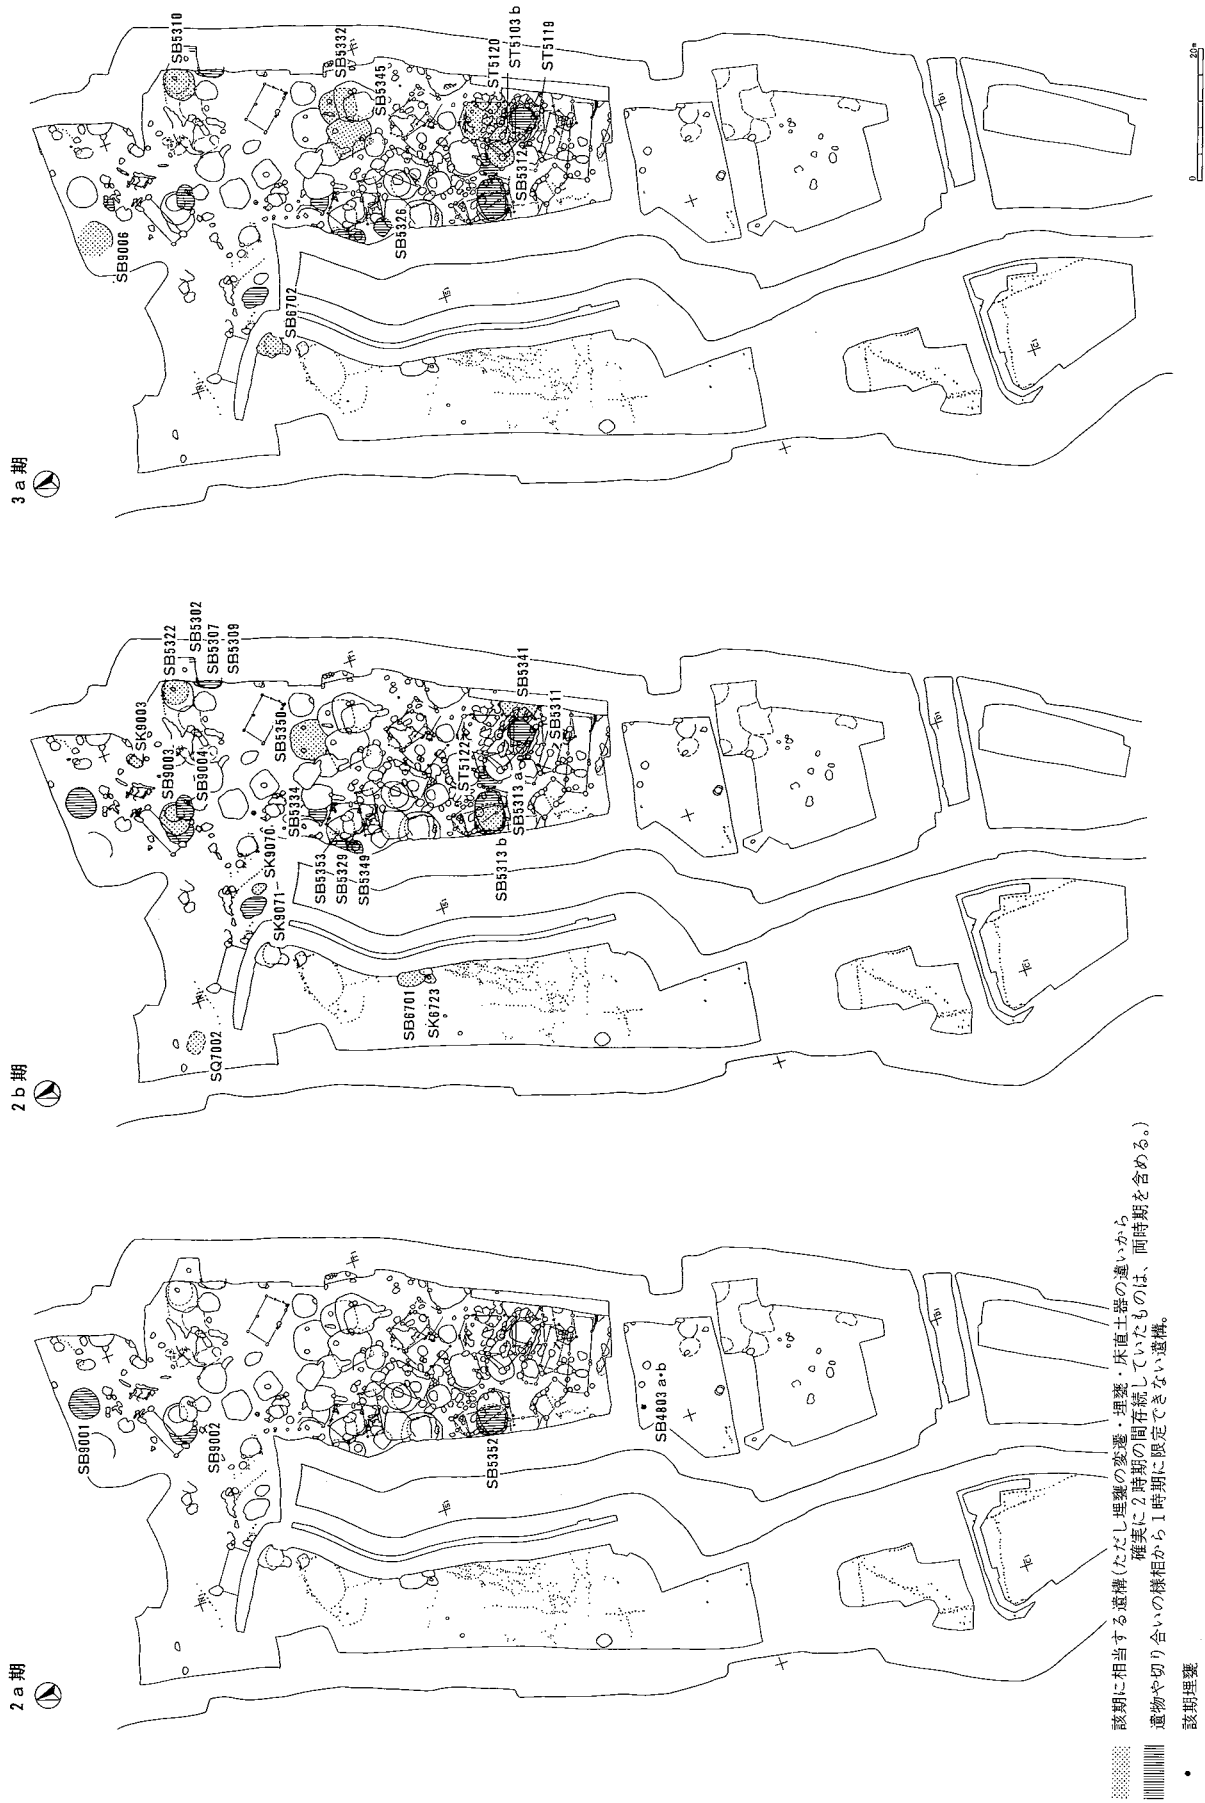 2a期
SB9001
SB9002
SB5352
SB4803 a•b
2b期
SK9003
SB9003
SB9004
SB5322
SB5302
SB5307
SB5309
SB5350
SB5334
SK9070
SK9071
SB5353
SB5329
SB5349
ST5122
SB5341
SB5311
SB5313 a
SB5313 b
SB6701
SK6723
SQ7002
3a期
SB5310
SB5332
SB5345
ST5120
ST5103 b
ST5119
SB5312
SB5326
SB9006
SB6702
0 20m
該期に相当する遺構(ただし埋甕の変遷・埋甕・床直土器の違いから
確実に2時期の間存続していたものは、両時期を含める。)
遺物や切り合いの様相から1時期に限定できない遺構。
該期埋甕